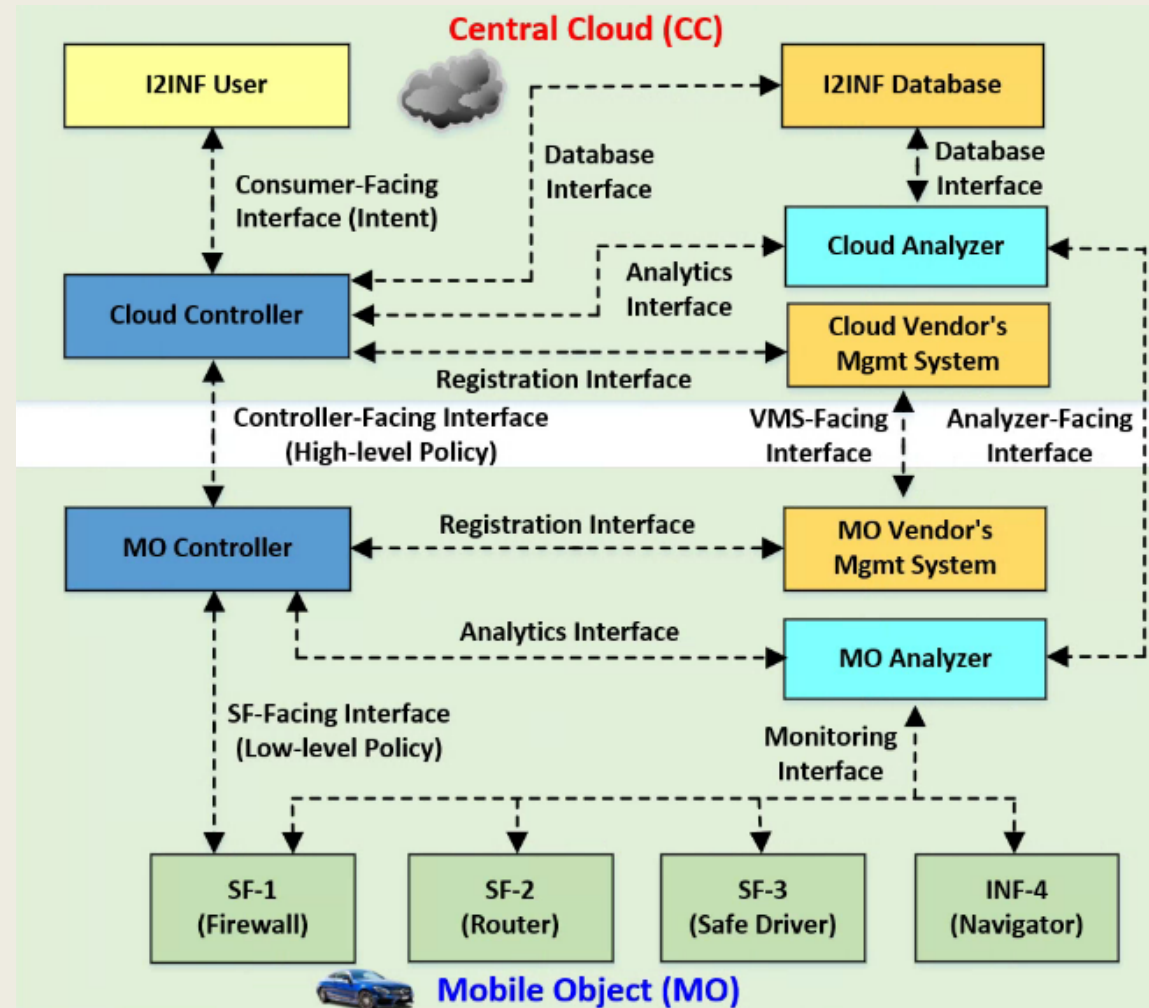 Central Cloud (CC)
I2INF User
I2INF Database
Database
Interface
Database
Interface
Consumer-Facing
Interface (Intent)
Cloud Analyzer
Analytics
Interface
Cloud Controller
Cloud Vendor's
Mgmt System
Registration Interface
Controller-Facing Interface
(High-level Policy)
VMS-Facing
Interface
Analyzer-Facing
Interface
MO Controller
Registration Interface
MO Vendor's
Mgmt System
Analytics Interface
MO Analyzer
SF-Facing Interface
(Low-level Policy)
Monitoring
Interface
SF-1
(Firewall)
SF-2
(Router)
SF-3
(Safe Driver)
INF-4
(Navigator)
Mobile Object (MO)